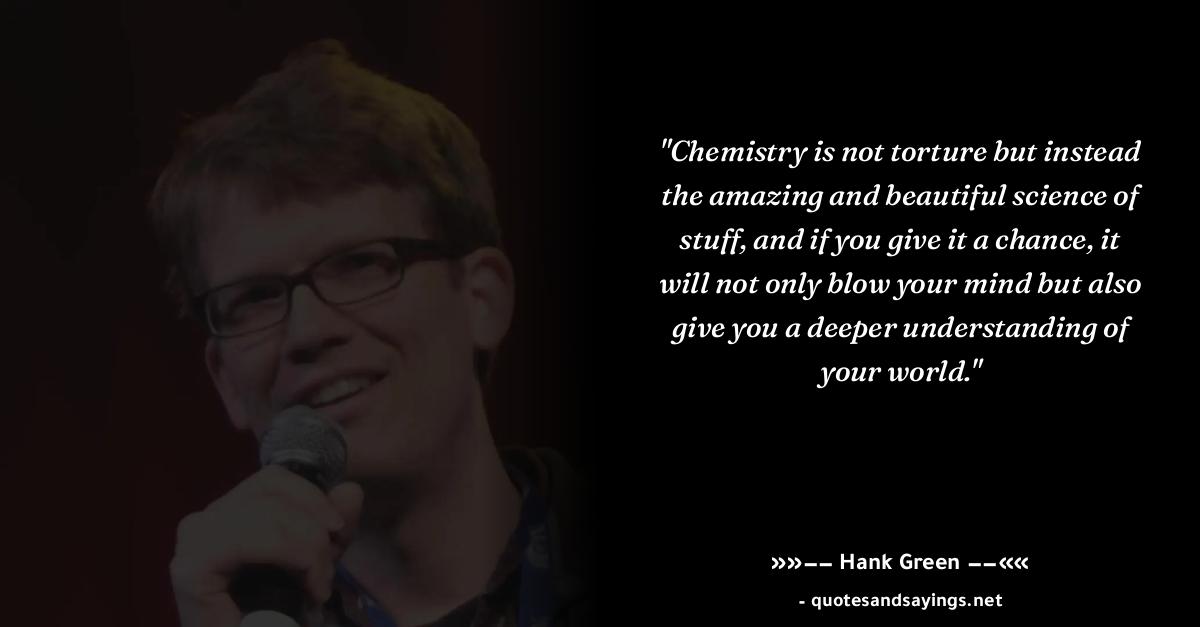 "Chemistry is not torture but instead
the amazing and beautiful science of
stuff, and if you give it a chance, it
will not only blow your mind but also
give you a deeper understanding of
your world."
»»–– Hank Green ––««
- quotesandsayings.net